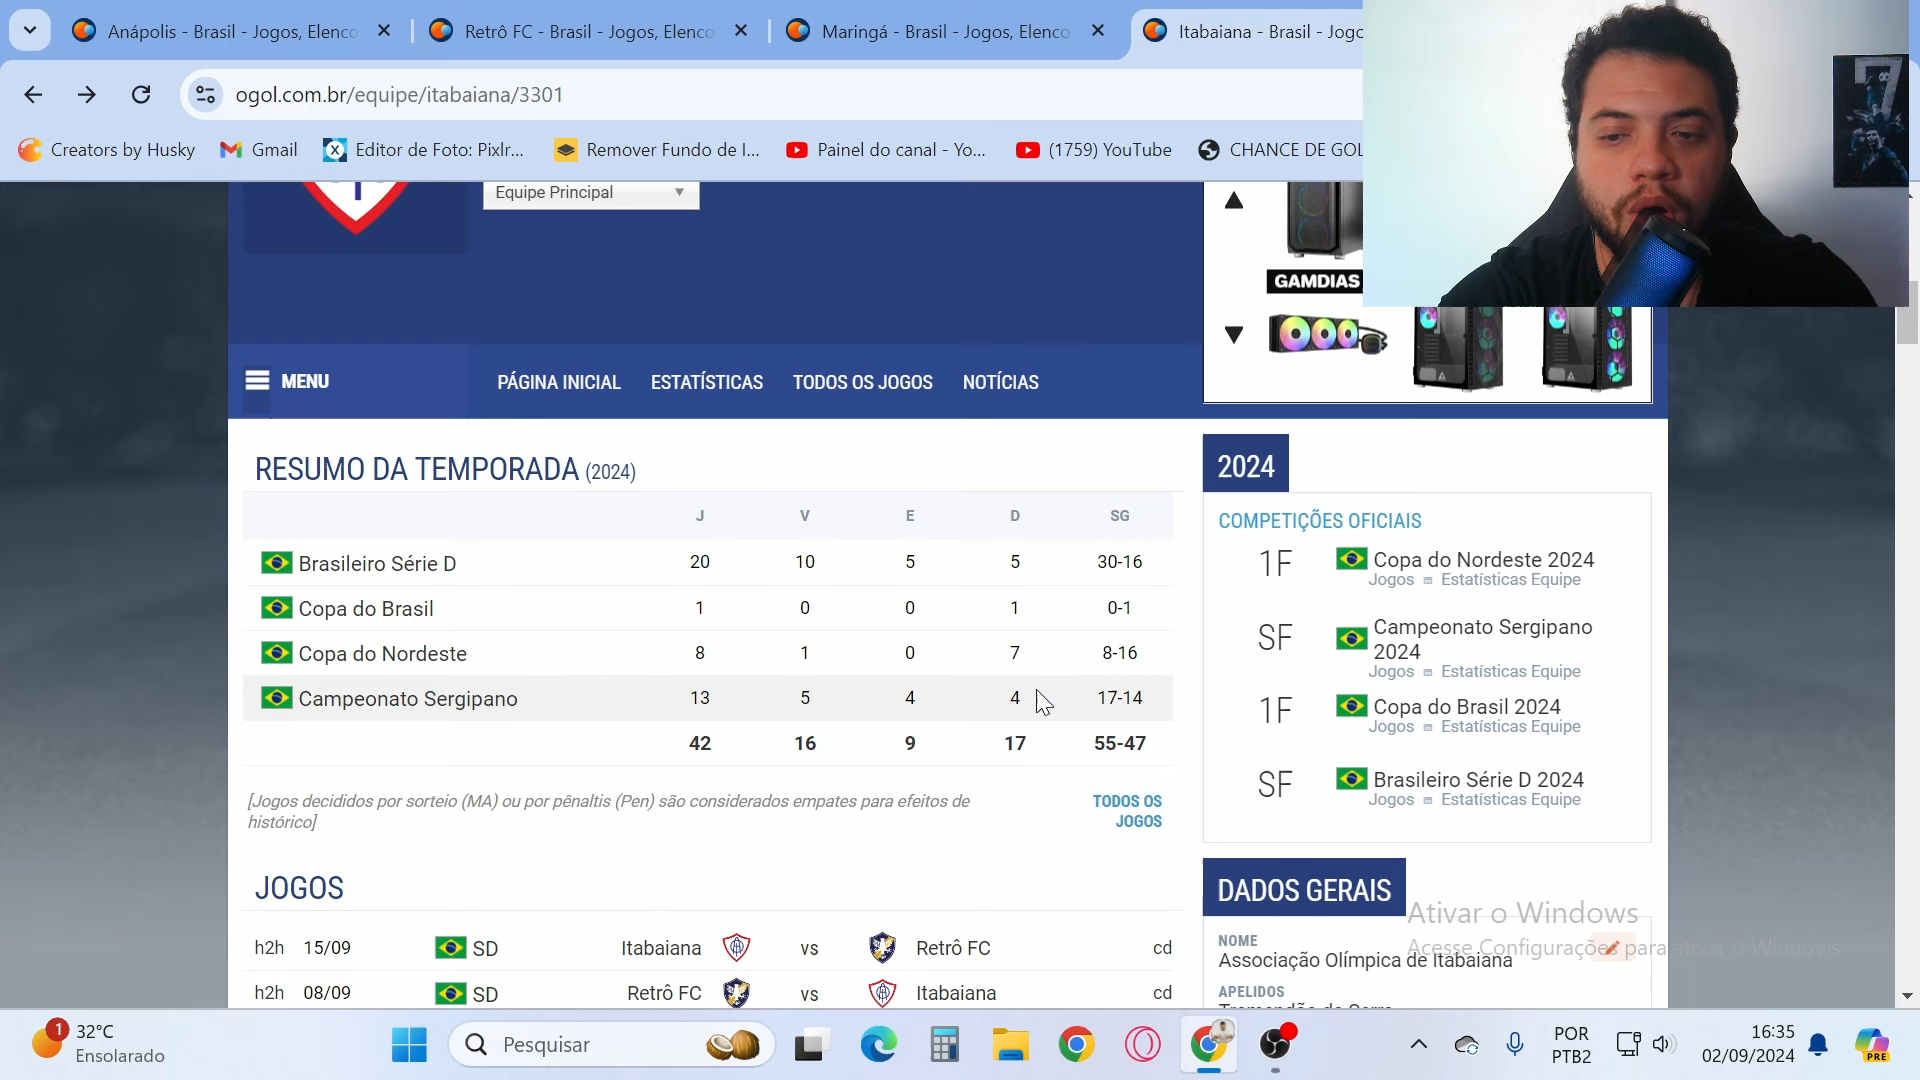 Anápolis - Brasil - Jogos, Elenco
Retrô FC - Brasil - Jogos, Elenco
Maringá - Brasil - Jogos, Elenco
Itabaiana - Brasil - Jogo
ogol.com.br/equipe/itabaiana/3301
Creators by Husky
Gmail
Editor de Foto: Pixlr...
Remover Fundo de I...
Painel do canal - Yo...
(1759) YouTube
CHANCE DE GOL
Equipe Principal
GAMDIAS
MENU
PÁGINA INICIAL
ESTATÍSTICAS
TODOS OS JOGOS
NOTÍCIAS
RESUMO DA TEMPORADA (2024)
J V E D SG
Brasileiro Série D 20 10 5 5 30-16
Copa do Brasil 1 0 0 1 0-1
Copa do Nordeste 8 1 0 7 8-16
Campeonato Sergipano 13 5 4 4 17-14
42 16 9 17 55-47
[Jogos decididos por sorteio (MA) ou por pênaltis (Pen) são considerados empates para efeitos de
histórico]
TODOS OS
JOGOS
JOGOS
h2h 15/09 SD Itabaiana vs Retrô FC cd
h2h 08/09 SD Retrô FC vs Itabaiana cd
2024
COMPETIÇÕES OFICIAIS
1F Copa do Nordeste 2024
Jogos Estatísticas Equipe
SF Campeonato Sergipano
2024
Jogos Estatísticas Equipe
1F Copa do Brasil 2024
Jogos Estatísticas Equipe
SF Brasileiro Série D 2024
Jogos Estatísticas Equipe
DADOS GERAIS
Ativar o Windows
Acesse Configurações para ativar o Windows
NOME
Associação Olímpica de Itabaiana
APELIDOS
1
32°C
Ensolarado
Pesquisar
POR
PTB2
16:35
02/09/2024
PRE